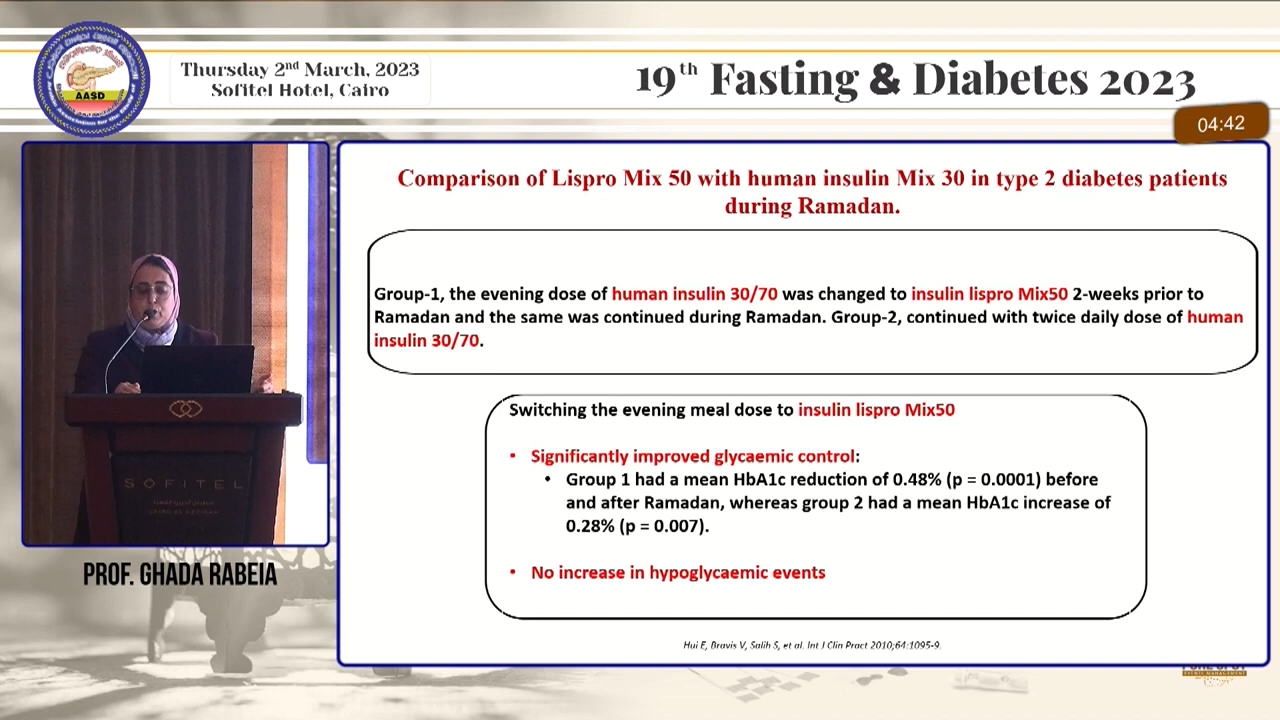 AASD
Thursday 2nd March, 2023
Sofitel Hotel, Cairo
19th Fasting & Diabetes 2023
04:42
Comparison of Lispro Mix 50 with human insulin Mix 30 in type 2 diabetes patients
during Ramadan.
Group-1, the evening dose of human insulin 30/70 was changed to insulin lispro Mix50 2-weeks prior to
Ramadan and the same was continued during Ramadan. Group-2, continued with twice daily dose of human
insulin 30/70.
Switching the evening meal dose to insulin lispro Mix50
• Significantly improved glycaemic control:
• Group 1 had a mean HbA1c reduction of 0.48% (p = 0.0001) before
and after Ramadan, whereas group 2 had a mean HbA1c increase of
0.28% (p = 0.007).
• No increase in hypoglycaemic events
Hui E, Bravis V, Salih S, et al. Int J Clin Pract 2010;64:1095-9.
SOFITEL
PROF. GHADA RABEIA